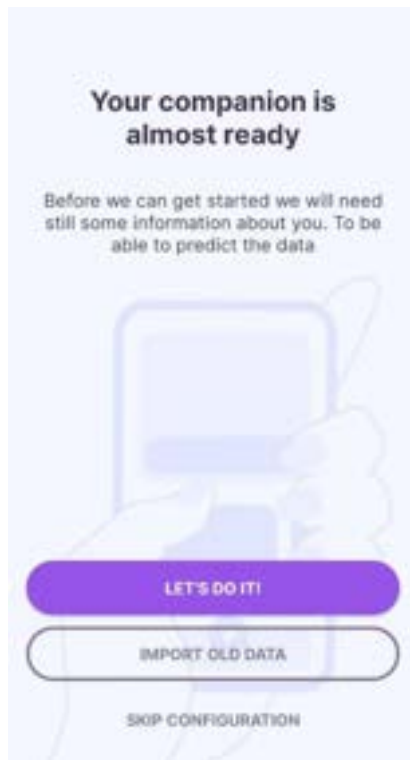 Your companion is
almost ready
Before we can get started we will need
still some information about you. To be
able to predict the data
LET'S DO IT!
IMPORT OLD DATA
SKIP CONFIGURATION